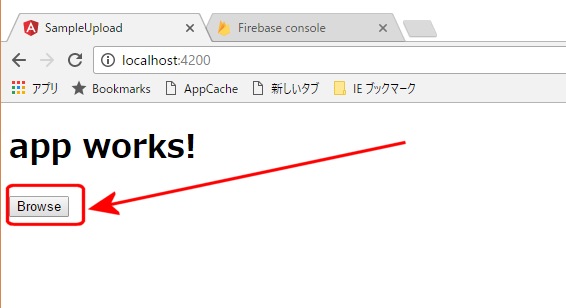 SampleUpload
Firebase console
localhost:4200
アプリ Bookmarks AppCache 新しいタブ IE ブックマーク
app works!
Browse